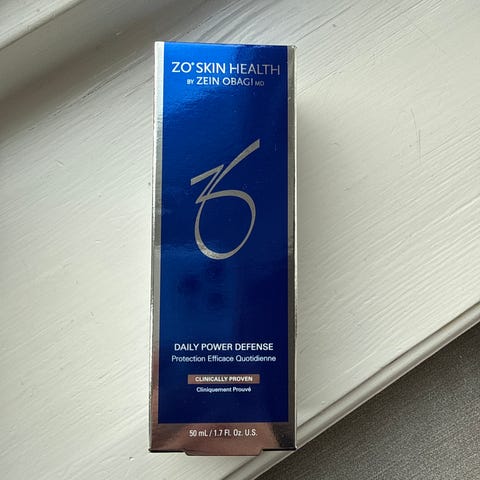 ZO® SKIN HEALTH
BY ZEIN OBAGI MD
DAILY POWER DEFENSE
Protection Efficace Quotidienne
CLINICALLY PROVEN
Cliniquement Prouvé
50 mL / 1.7 Fl. Oz. U.S.